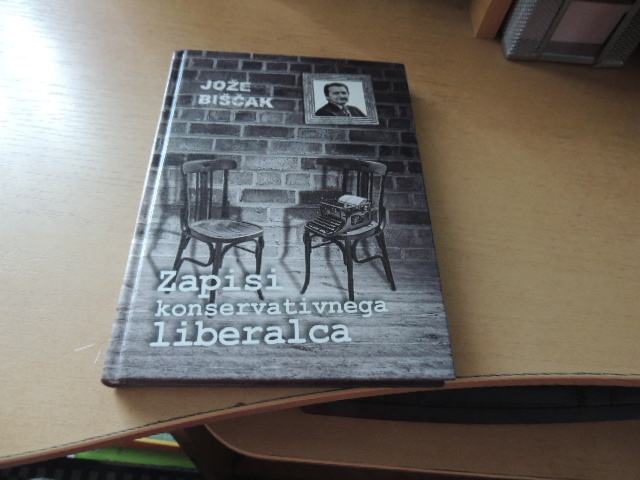 JOŽE
BIŠČAK
Zapisi
konservativnega
liberalca